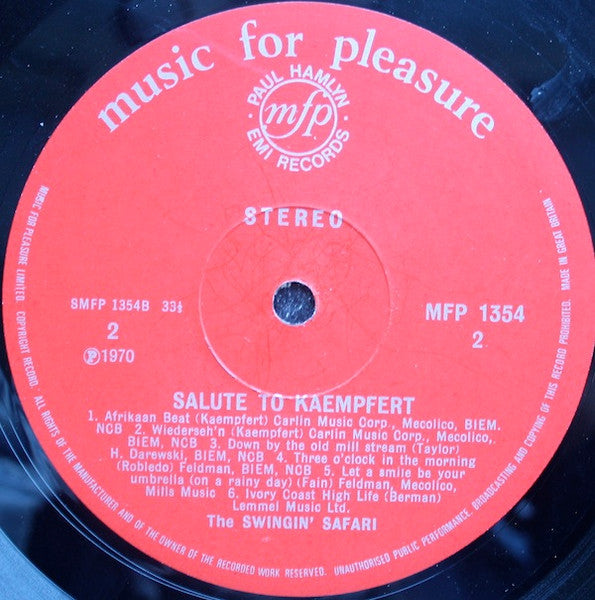 music for pleasure
PAUL HAMLYN
mfp
EMI RECORDS
STEREO
SMFP 1354B 33⅓
2
Ⓟ1970
MFP 1354
2
SALUTE TO KAEMPFERT
1. Afrikaan Beat (Kaempfert) Carlin Music Corp., Mecolico, BIEM.
NCB 2. Wiederseh'n (Kaempfert) Carlin Music Corp., Mecolico,
BIEM, NCB 3. Down by the old mill stream (Taylor)
H. Darewski, BIEM, NCB 4. Three o'clock in the morning
(Robledo) Feldman, BIEM, NCB 5. Let a smile be your
umbrella (on a rainy day) (Fain) Feldman, Mecolico,
Mills Music 6. Ivory Coast High Life (Berman)
Lemmel Music Ltd.
The SWINGIN' SAFARI
MUSIC FOR PLEASURE LIMITED. COPYRIGHT RECORD. ALL RIGHTS OF THE MANUFACTURER AND OF THE OWNER OF THE RECORDED WORK RESERVED. UNAUTHORISED PUBLIC PERFORMANCE, BROADCASTING AND COPYING OF THIS RECORD PROHIBITED. MADE IN GREAT BRITAIN